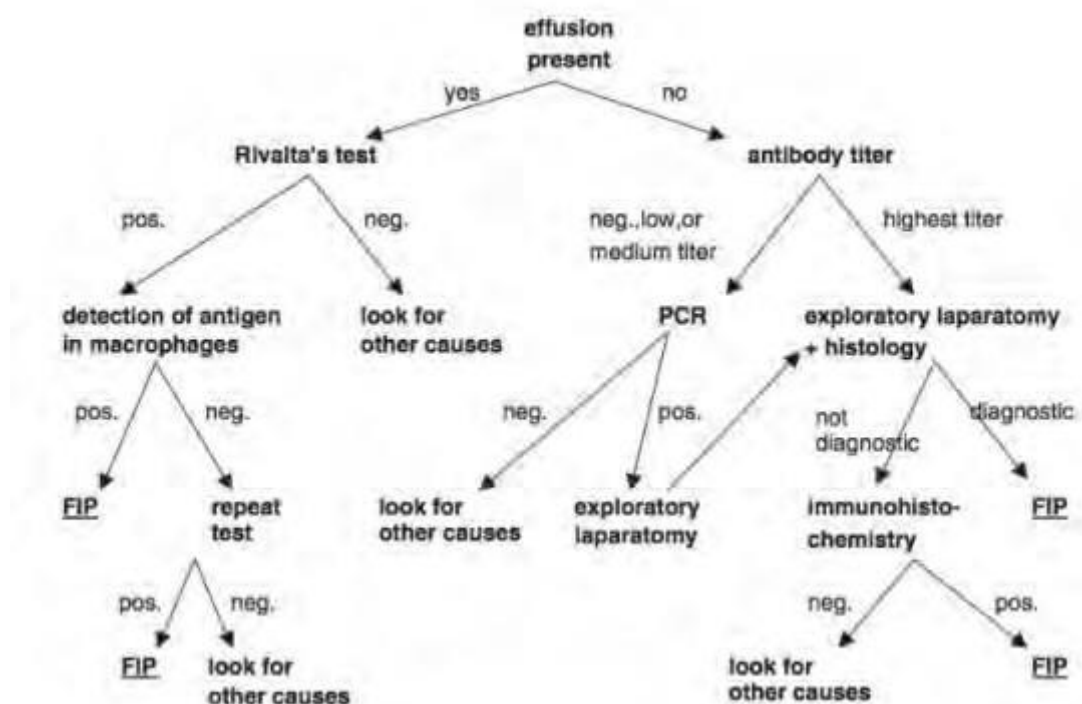 effusion
present
yes
no
Rivalta's test
antibody titer
pos.
neg.
neg.,low,or
medium titer
highest titer
detection of antigen
in macrophages
look for
other causes
PCR
exploratory laparatomy
+ histology
pos.
neg.
neg.
pos.
not
diagnostic
diagnostic
FIP
repeat
test
look for
other causes
exploratory
laparatomy
immunohisto-
chemistry
FIP
pos.
neg.
neg.
pos.
FIP
look for
other causes
look for
other causes
FIP